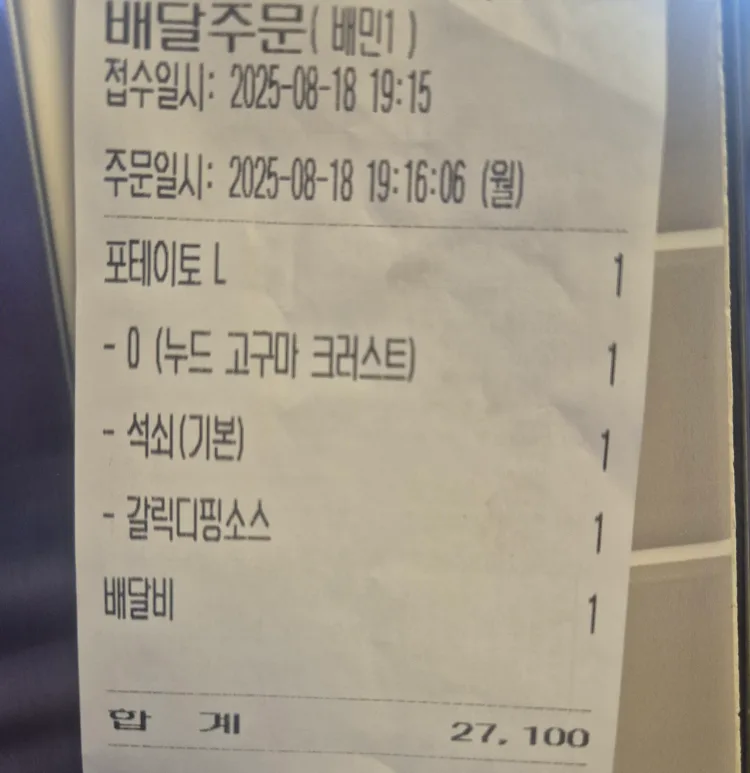 배달주문( 배민1 )
접수일시: 2025-08-18 19:15
주문일시: 2025-08-18 19:16:06 (월)
포테이토 L 1
- 0 (누드 고구마 크러스트) 1
- 석쇠(기본) 1
- 갈릭디핑소스 1
배달비 1
합 계 27,100